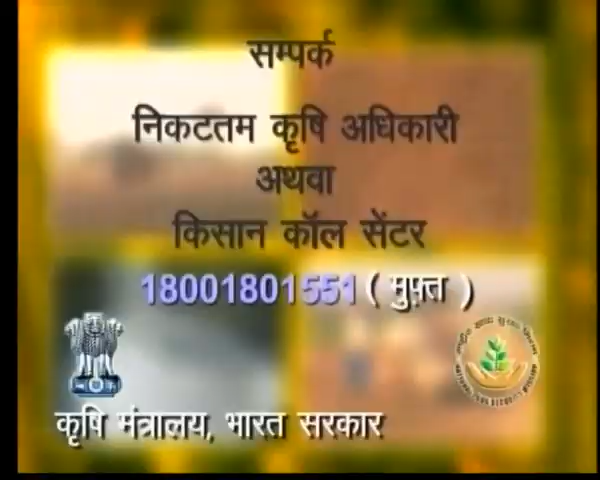 सम्पर्क
निकटतम कृषि अधिकारी
अथवा
किसान कॉल सेंटर
18001801551 ( मुफ़्त )
कृषि मंत्रालय, भारत सरकार